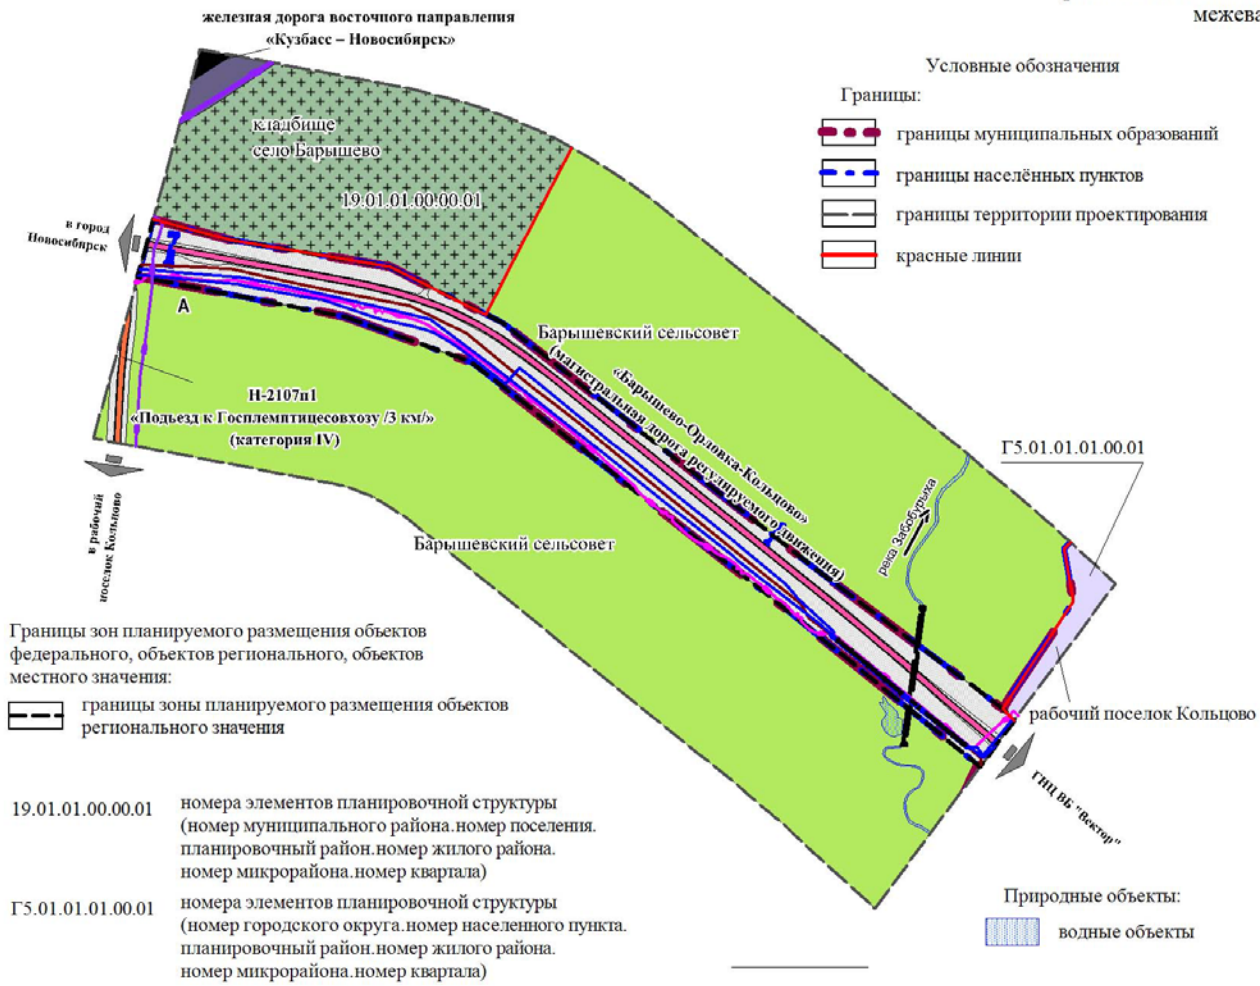 межева
железная дорога восточного направления
«Кузбасс – Новосибирск»
Условные обозначения
Границы:
границы муниципальных образований
границы населённых пунктов
границы территории проектирования
красные линии
кладбище
село Барышево
19.01.01.00.00.01
в город
Новосибирск
А
Барышевский сельсовет
«Барышево-Орловка-Кольцово»
(магистральная дорога регулируемого движения)
Н-2107п1
«Подъезд к Госплемптицесовхозу /3 км/»
(категория IV)
Г5.01.01.01.00.01
в рабочий
поселок Кольцово
Барышевский сельсовет
река Забобурыха
рабочий поселок Кольцово
ГНЦ ВБ "Вектор"
Границы зон планируемого размещения объектов
федерального, объектов регионального, объектов
местного значения:
границы зоны планируемого размещения объектов
регионального значения
19.01.01.00.00.01
номера элементов планировочной структуры
(номер муниципального района.номер поселения.
планировочный район.номер жилого района.
номер микрорайона.номер квартала)
Г5.01.01.01.00.01
номера элементов планировочной структуры
(номер городского округа.номер населенного пункта.
планировочный район.номер жилого района.
номер микрорайона.номер квартала)
Природные объекты:
водные объекты